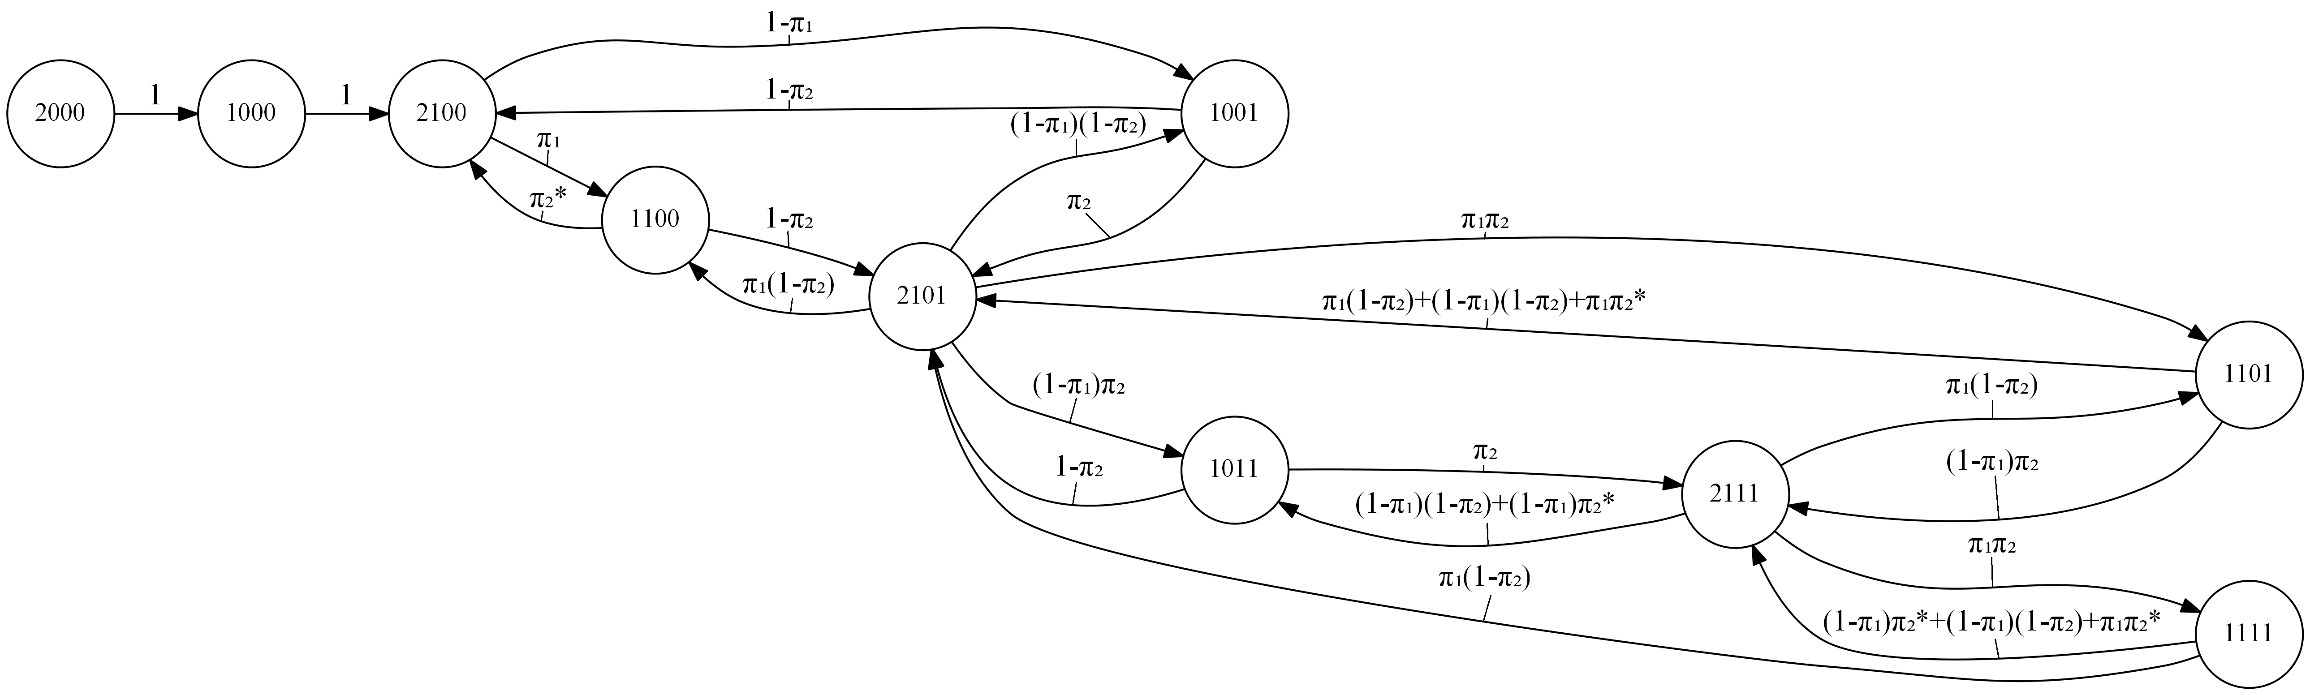 1-π₁
1
1
1-π₂
2000
1000
2100
1001
(1-π₁)(1-π₂)
π₁
π₂*
1100
π₂
1-π₂
π₁π₂
π₁(1-π₂)
2101
π₁(1-π₂)+(1-π₁)(1-π₂)+π₁π₂*
1101
(1-π₁)π₂
π₁(1-π₂)
π₂
1-π₂
1011
(1-π₁)π₂
2111
(1-π₁)(1-π₂)+(1-π₁)π₂*
π₁π₂
π₁(1-π₂)
(1-π₁)π₂*+(1-π₁)(1-π₂)+π₁π₂*
1111